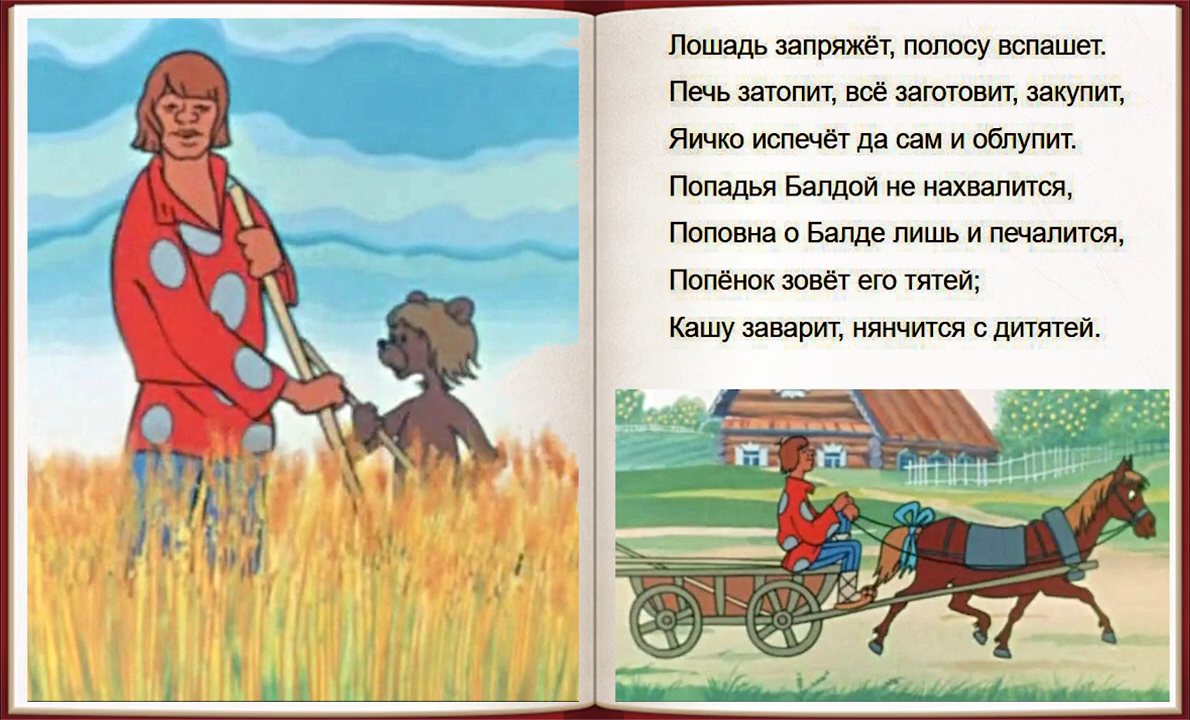 Лошадь запряжёт, полосу вспашет.
Печь затопит, всё заготовит, закупит,
Яичко испечёт да сам и облупит.
Попадья Балдой не нахвалится,
Поповна о Балде лишь и печалится,
Попёнок зовёт его тятей;
Кашу заварит, нянчится с дитятей.